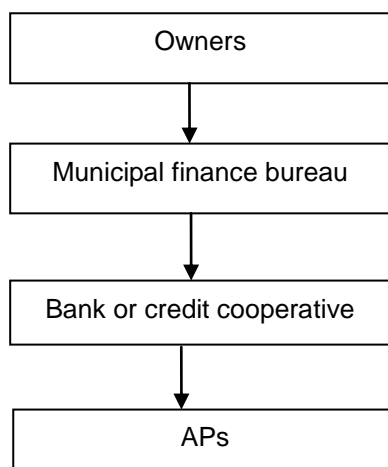 Owners
Municipal finance bureau
Bank or credit cooperative
APs